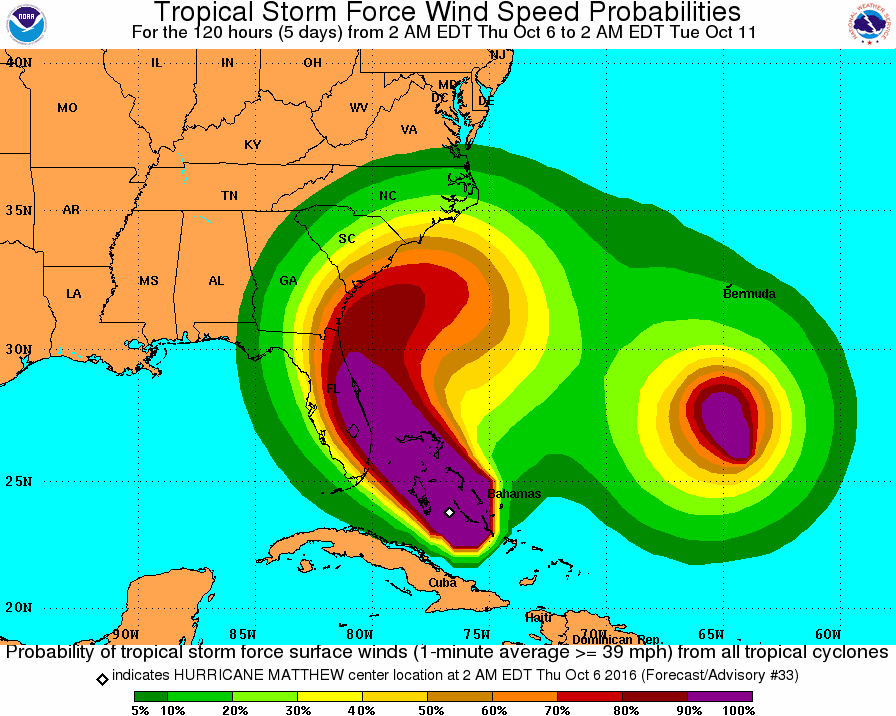 Tropical Storm Force Wind Speed Probabilities
For the 120 hours (5 days) from 2 AM EDT Thu Oct 6 to 2 AM EDT Tue Oct 11
NOAA
NATIONAL WEATHER SERVICE
40N
IL
IN
OH
NJ
MD
DC
DE
MO
WV
VA
KY
TN
NC
AR
35N
SC
LA
MS
AL
GA
Bermuda
30N
FL
25N
Bahamas
Cuba
20N
Haiti
Dominican Rep.
90W
85W
80W
75W
70W
65W
60W
Probability of tropical storm force surface winds (1-minute average >= 39 mph) from all tropical cyclones
indicates HURRICANE MATTHEW center location at 2 AM EDT Thu Oct 6 2016 (Forecast/Advisory #33)
5% 10% 20% 30% 40% 50% 60% 70% 80% 90% 100%